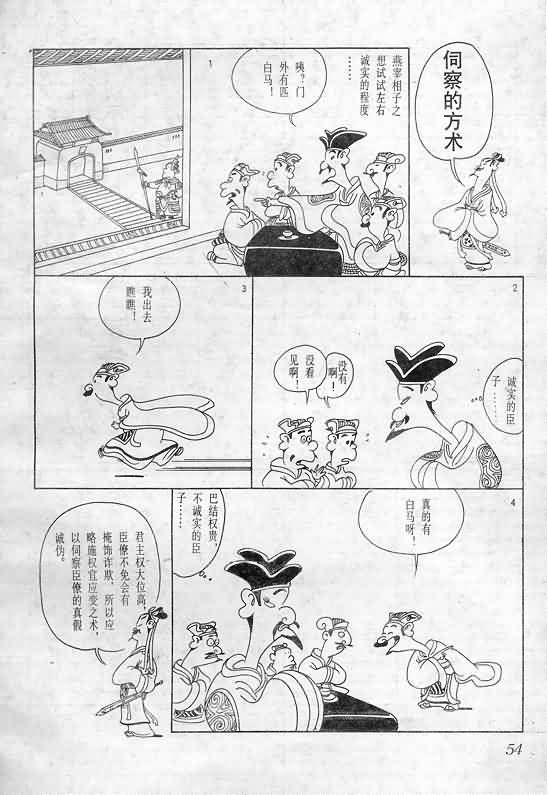 伺察的方术
燕宰相子之
想试试左右
诚实的程度
……
咦？门
外有匹
白马！
1
2
诚实的臣
子……
没有
啊！
没看
见啊！
3
我出去
瞧瞧！
4
真的有
白马呀！
巴结权贵，
不诚实的臣
子……
君主权大位高
臣僚不免会有
掩饰诈欺，所以应
略施权宜应变之术，
以伺察臣僚的真假
诚伪。
54